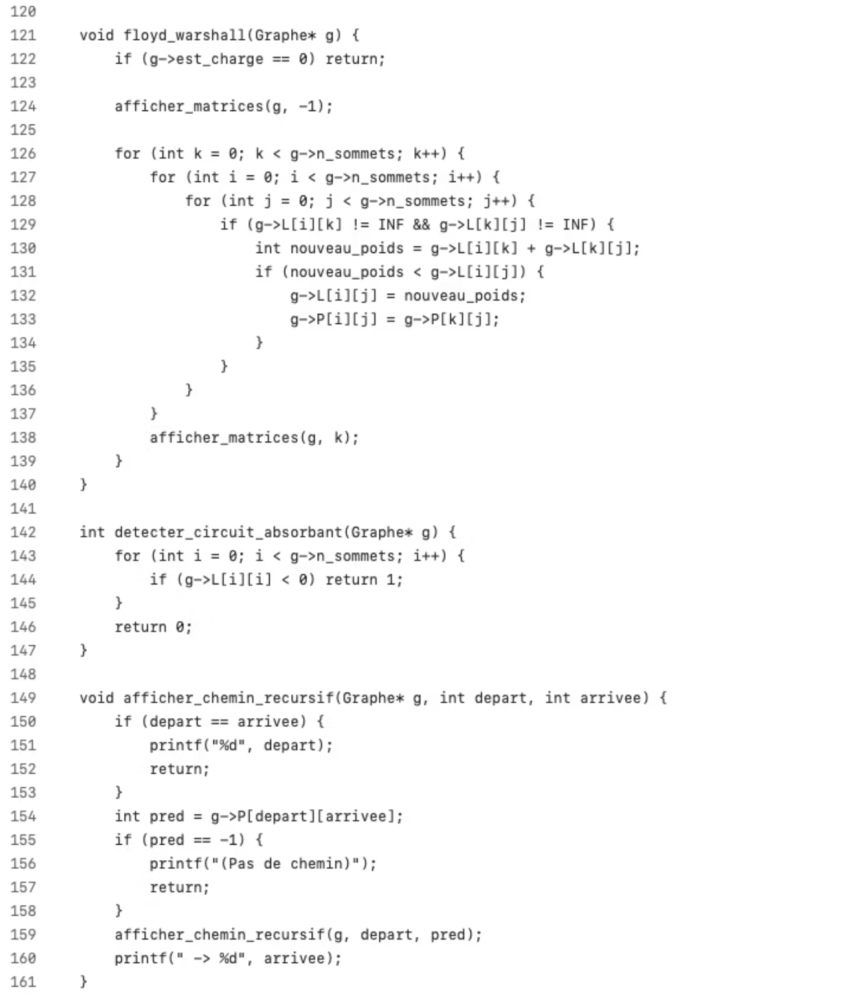 120
121 void floyd_warshall(Graphe* g) {
122 if (g->est_charge == 0) return;
123
124 afficher_matrices(g, -1);
125
126 for (int k = 0; k < g->n_sommets; k++) {
127 for (int i = 0; i < g->n_sommets; i++) {
128 for (int j = 0; j < g->n_sommets; j++) {
129 if (g->L[i][k] != INF && g->L[k][j] != INF) {
130 int nouveau_poids = g->L[i][k] + g->L[k][j];
131 if (nouveau_poids < g->L[i][j]) {
132 g->L[i][j] = nouveau_poids;
133 g->P[i][j] = g->P[k][j];
134 }
135 }
136 }
137 }
138 afficher_matrices(g, k);
139 }
140 }
141
142 int detecter_circuit_absorbant(Graphe* g) {
143 for (int i = 0; i < g->n_sommets; i++) {
144 if (g->L[i][i] < 0) return 1;
145 }
146 return 0;
147 }
148
149 void afficher_chemin_recursif(Graphe* g, int depart, int arrivee) {
150 if (depart == arrivee) {
151 printf("%d", depart);
152 return;
153 }
154 int pred = g->P[depart][arrivee];
155 if (pred == -1) {
156 printf("(Pas de chemin)");
157 return;
158 }
159 afficher_chemin_recursif(g, depart, pred);
160 printf(" -> %d", arrivee);
161 }